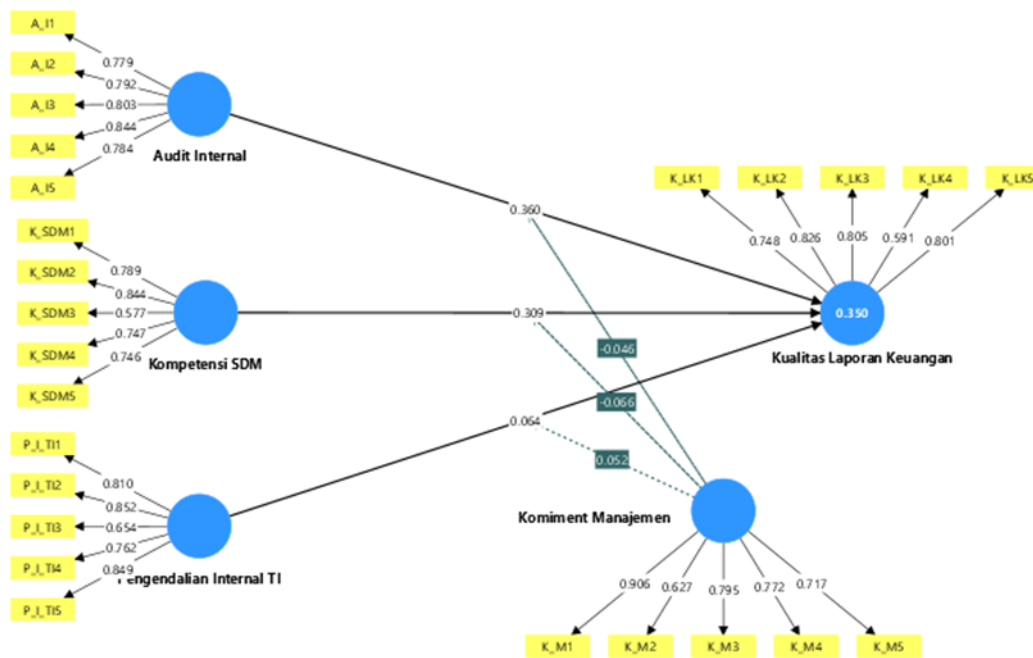 A_I1
A_I2
A_I3
A_I4
A_I5
0.779
0.792
0.803
0.844
0.784
Audit Internal
K_SDM1
K_SDM2
K_SDM3
K_SDM4
K_SDM5
0.789
0.844
0.577
0.747
0.746
Kompetensi SDM
P_I_TI1
P_I_TI2
P_I_TI3
P_I_TI4
P_I_TI5
0.810
0.852
0.654
0.762
0.849
Pengendalian Internal TI
0.360
0.309
0.064
-0.046
-0.066
0.052
K_LK1
K_LK2
K_LK3
K_LK4
K_LK5
0.748
0.826
0.805
0.591
0.801
0.350
Kualitas Laporan Keuangan
Komiment Manajemen
0.906
0.627
0.795
0.772
0.717
K_M1
K_M2
K_M3
K_M4
K_M5